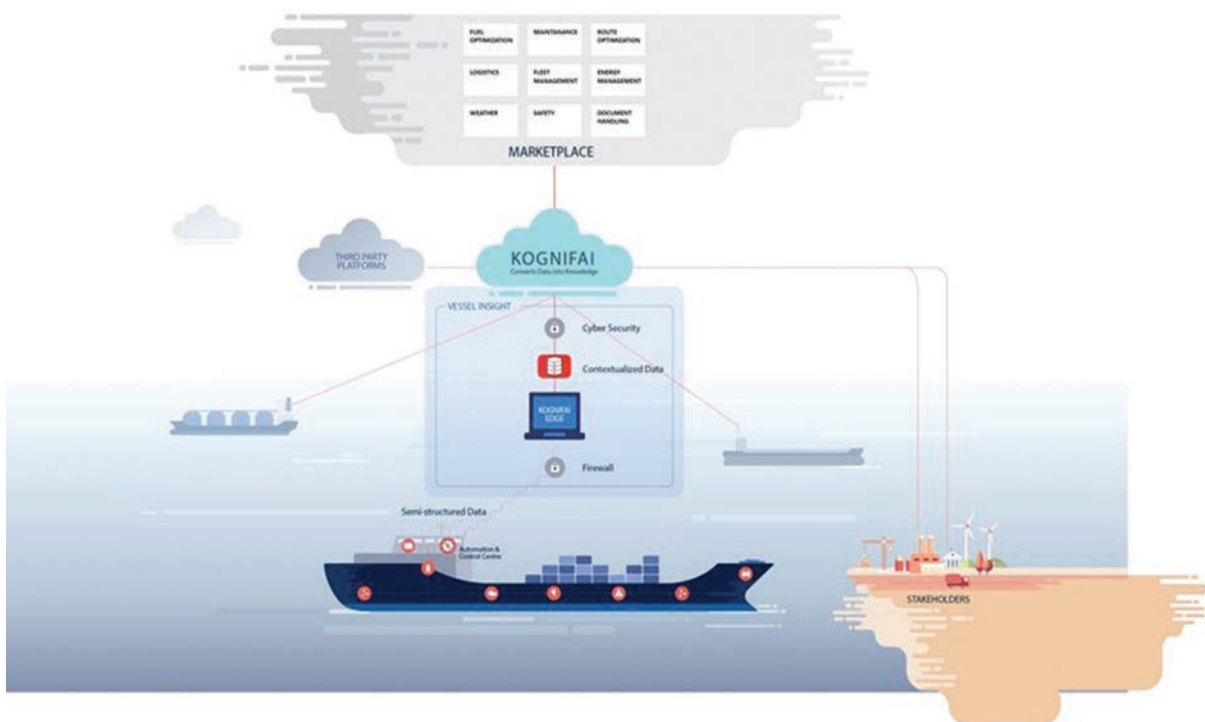 FUEL
OPTIMIZATION
MAINTANANCE
ROUTE
OPTIMIZATION
LOGISTICS
FLEET
MANAGEMENT
ENERGY
MANAGEMENT
WEATHER
SAFETY
DOCUMENT
HANDLING
MARKETPLACE
THIRD PARTY
PLATFORMS
KOGNIFAI
Converts Data into Knowledge
VESSEL INSIGHT
Cyber Security
Contextualized Data
KOGNIFAI
EDGE
Firewall
Semi-structured Data
Automation &
Control Centre
STAKEHOLDERS